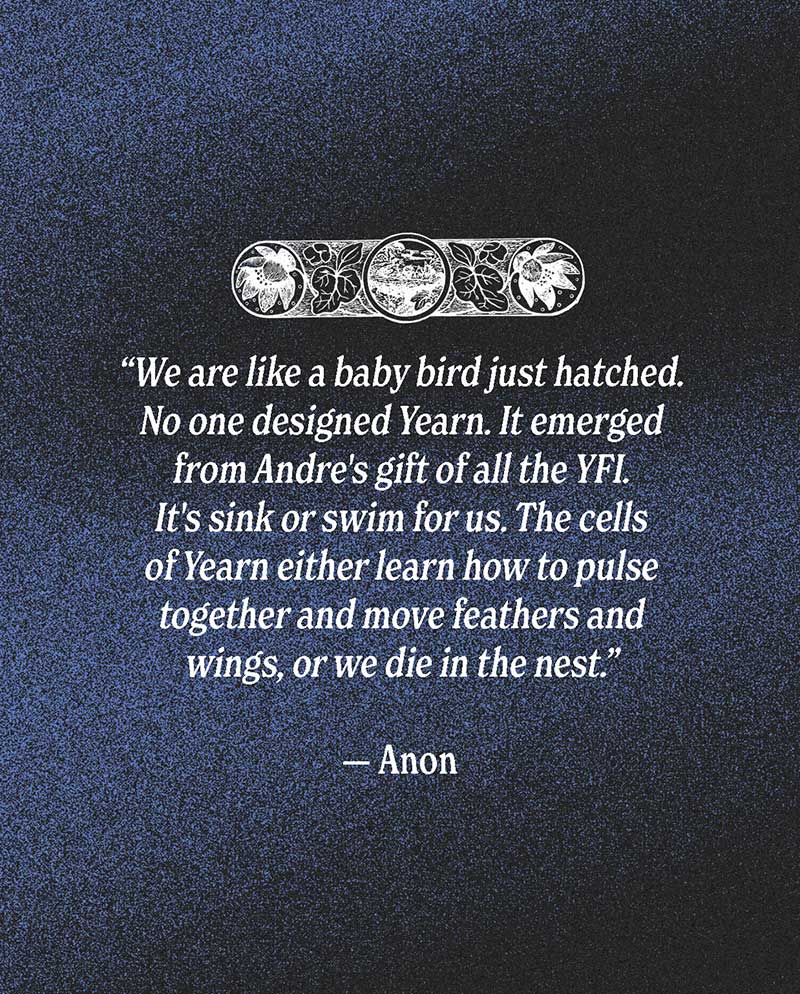 “We are like a baby bird just hatched.
No one designed Yearn. It emerged
from Andre's gift of all the YFI.
It's sink or swim for us. The cells
of Yearn either learn how to pulse
together and move feathers and
wings, or we die in the nest.”
— Anon